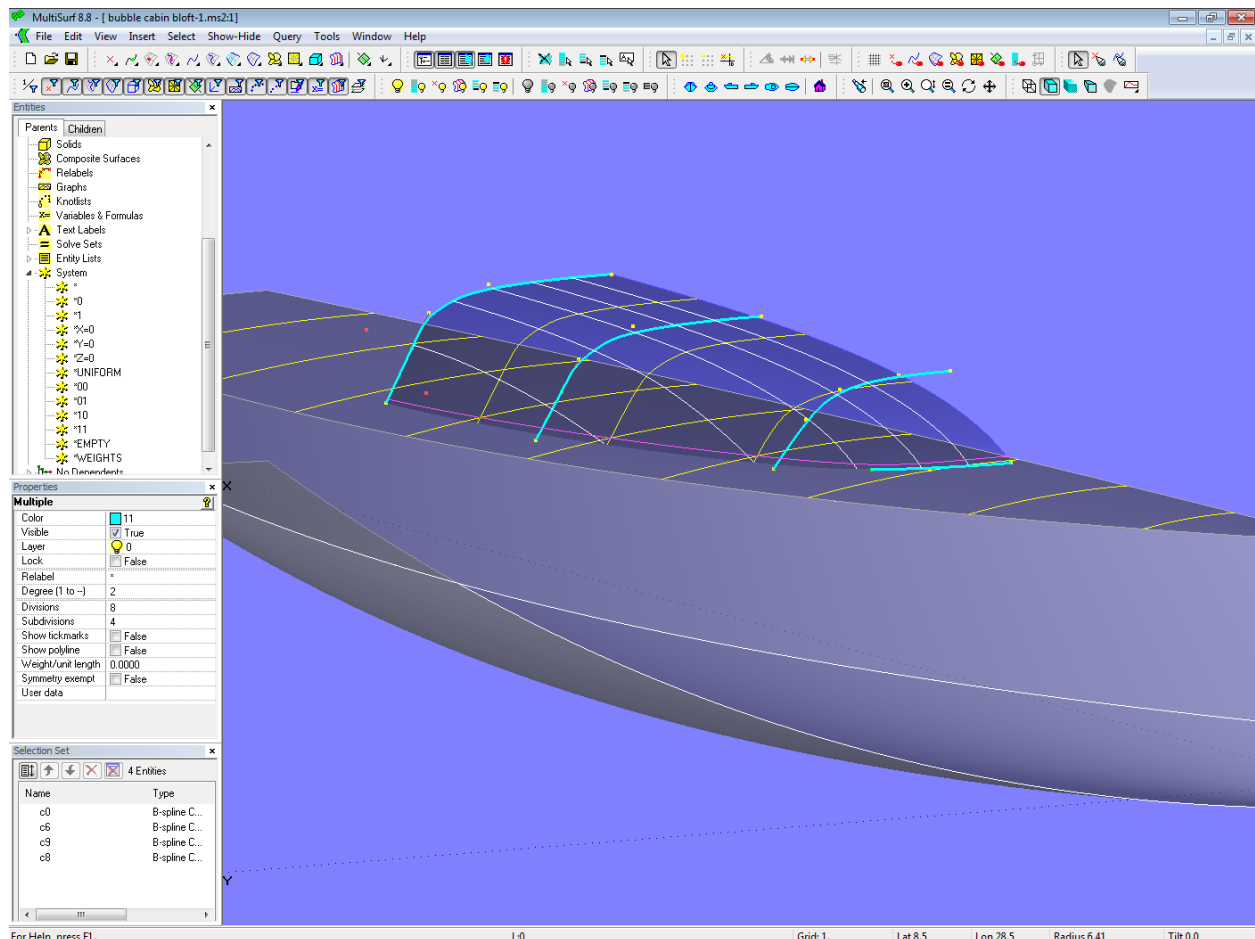 MultiSurf 8.8 - [ bubble cabin bloft-1.ms2:1]
File Edit View Insert Select Show-Hide Query Tools Window Help
Entities
Parents Children
Solids
Composite Surfaces
Relabels
Graphs
Knotlists
X= Variables & Formulas
A Text Labels
Solve Sets
Entity Lists
System
*
*0
*1
*X=0
*Y=0
*Z=0
*UNIFORM
*00
*01
*10
*11
*EMPTY
*WEIGHTS
No Dependents
Properties
Multiple
Color 11
Visible True
Layer 0
Lock False
Relabel *
Degree (1 to --) 2
Divisions 8
Subdivisions 4
Show tickmarks False
Show polyline False
Weight/unit length 0.0000
Symmetry exempt False
User data
Selection Set
4 Entities
Name Type
c0 B-spline C...
c6 B-spline C...
c9 B-spline C...
c8 B-spline C...
X
Y
For Help, press F1. L:0 Grid: 1. Lat 8.5 Lon 28.5 Radius 6.41 Tilt 0.0